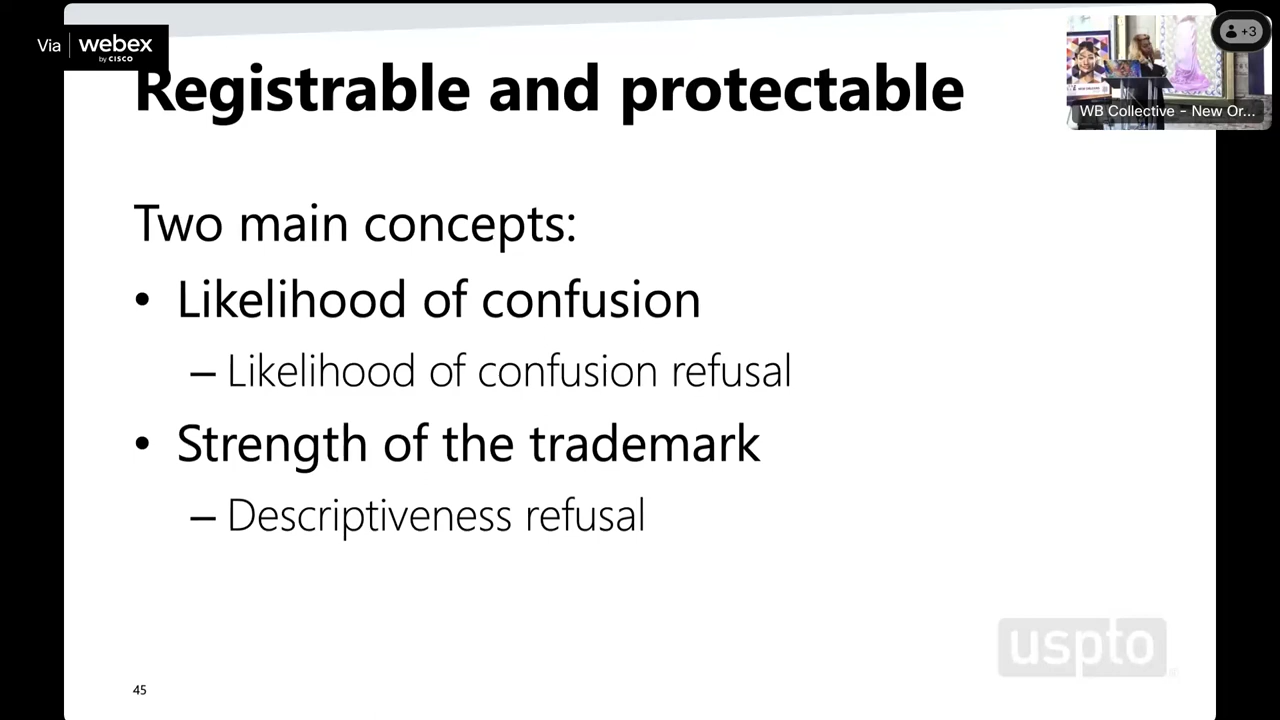 Via webex
by CISCO
+3
WB Collective - New Or...
Registrable and protectable
Two main concepts:
• Likelihood of confusion
– Likelihood of confusion refusal
• Strength of the trademark
– Descriptiveness refusal
uspto
45